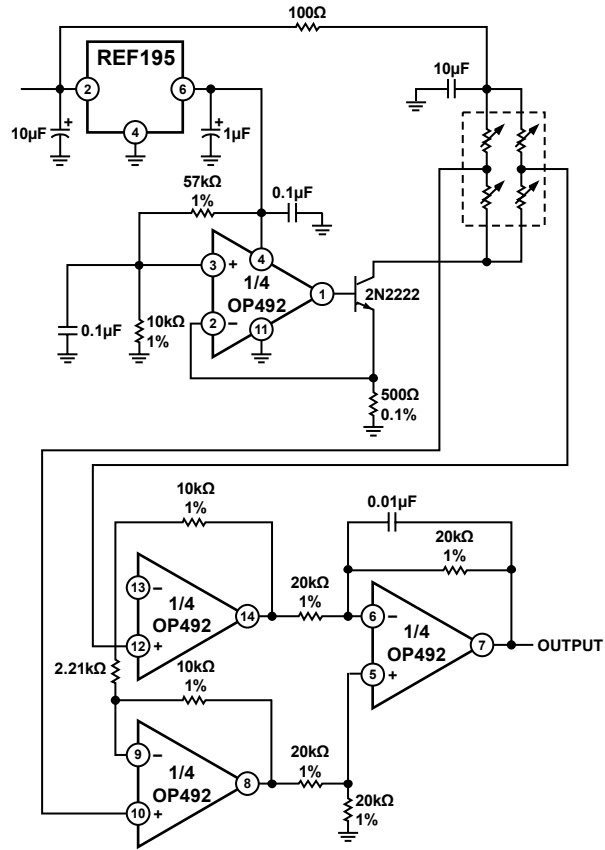 100Ω
REF195
2
6
4
10µF
+
1µF
+
10µF
57kΩ
1%
0.1µF
3
+
4
1/4
OP492
1
2N2222
2
–
11
0.1µF
10kΩ
1%
500Ω
0.1%
10kΩ
1%
0.01µF
20kΩ
1%
13
–
1/4
OP492
14
12
+
20kΩ
1%
6
–
1/4
OP492
7
OUTPUT
5
+
2.21kΩ
10kΩ
1%
9
–
1/4
OP492
8
10
+
20kΩ
1%
20kΩ
1%